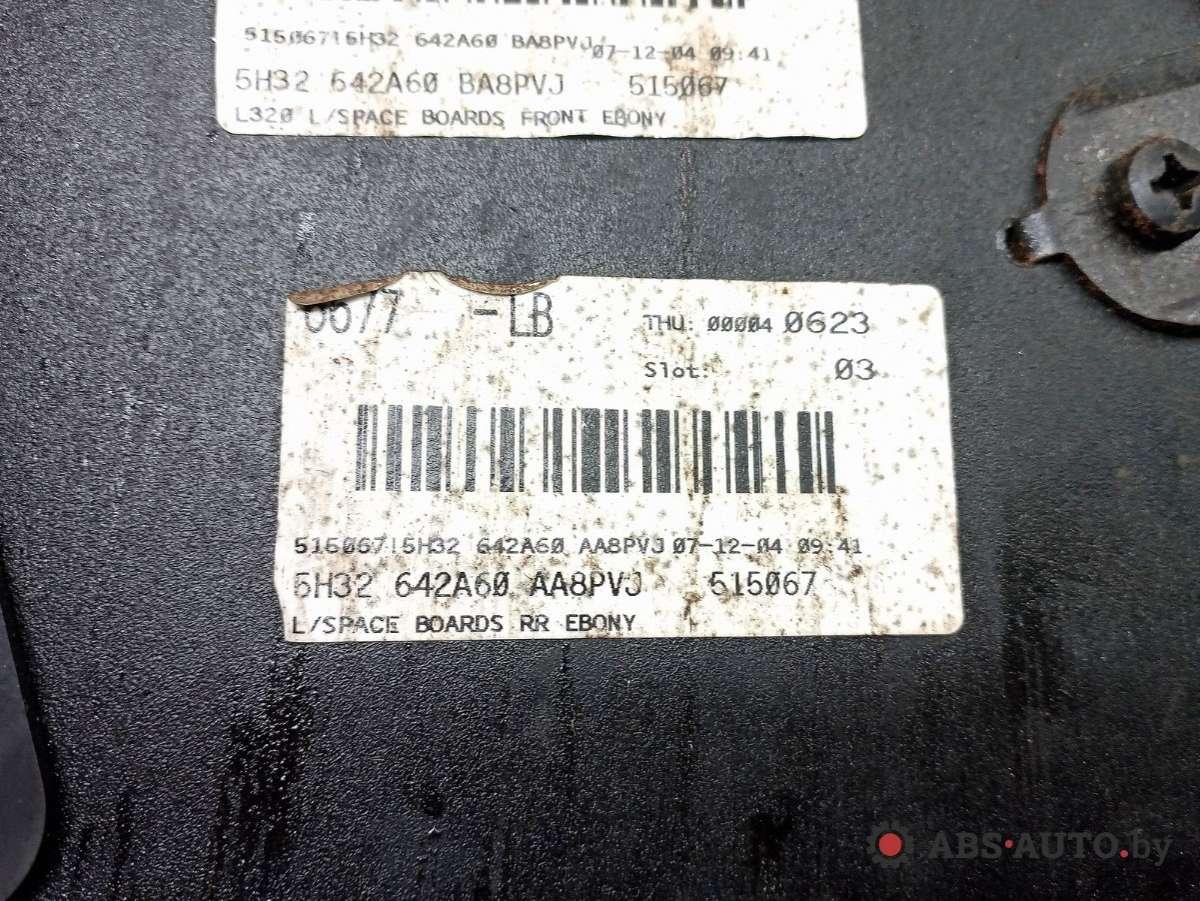 51506715H32 642A60 BA8PVJ 07-12-04 09:41
5H32 642A60 BA8PVJ 515067
L320 L/SPACE BOARDS FRONT EBONY
-LB THU: 00004 0623
Slot: 03
51506715H32 642A60 AA8PVJ 07-12-04 09:41
5H32 642A60 AA8PVJ 515067
L/SPACE BOARDS RR EBONY
ABS-AUTO.by